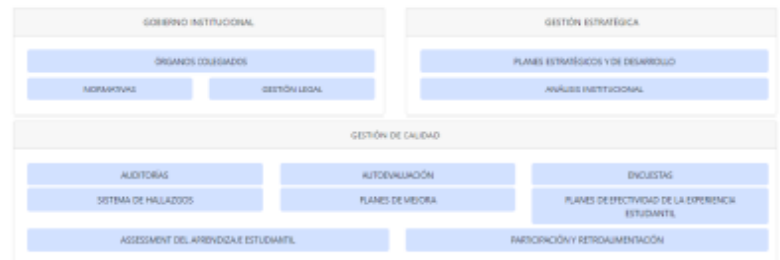 GOBIERNO INSTITUCIONAL
ÓRGANOS COLEGIADOS
NORMATIVAS
GESTIÓN LEGAL
GESTIÓN ESTRATÉGICA
PLANES ESTRATÉGICOS Y DE DESARROLLO
ANÁLISIS INSTITUCIONAL
GESTIÓN DE CALIDAD
AUDITORÍAS
AUTOEVALUACIÓN
ENCUESTAS
SISTEMA DE HALLAZGOS
PLANES DE MEJORA
PLANES DE EFECTIVIDAD DE LA EXPERIENCIA
ESTUDIANTIL
ASSESSMENT DEL APRENDIZAJE ESTUDIANTIL
PARTICIPACIÓN Y RETROALIMENTACIÓN